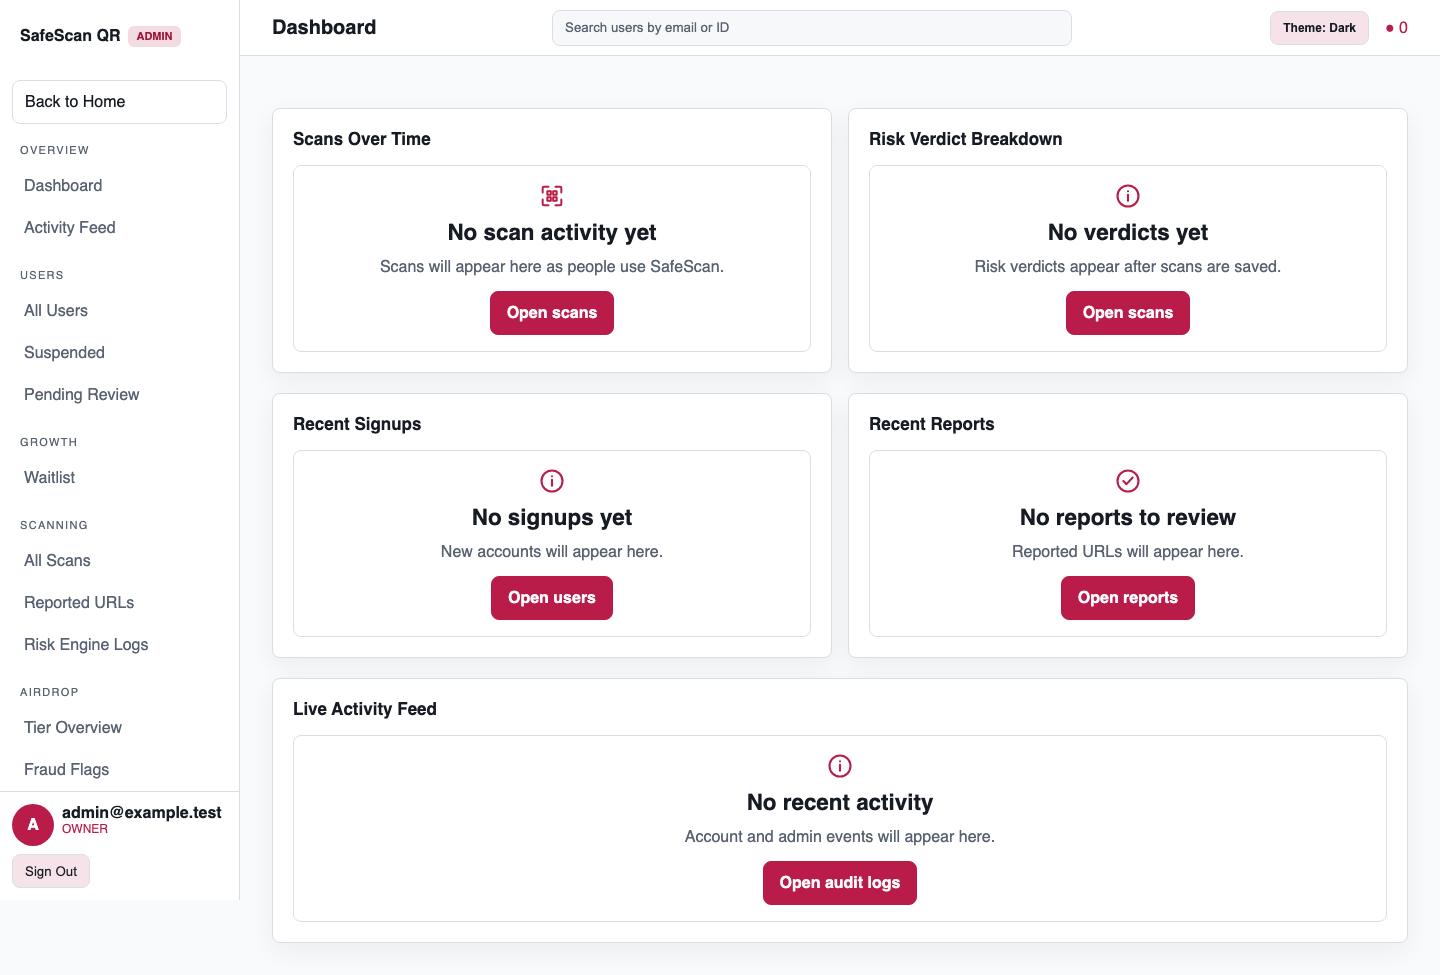 SafeScan QR ADMIN
Back to Home
OVERVIEW
Dashboard
Activity Feed
USERS
All Users
Suspended
Pending Review
GROWTH
Waitlist
SCANNING
All Scans
Reported URLs
Risk Engine Logs
AIRDROP
Tier Overview
Fraud Flags
A
admin@example.test
OWNER
Sign Out
Dashboard
Search users by email or ID
Theme: Dark
0
Scans Over Time
No scan activity yet
Scans will appear here as people use SafeScan.
Open scans
Risk Verdict Breakdown
No verdicts yet
Risk verdicts appear after scans are saved.
Open scans
Recent Signups
No signups yet
New accounts will appear here.
Open users
Recent Reports
No reports to review
Reported URLs will appear here.
Open reports
Live Activity Feed
No recent activity
Account and admin events will appear here.
Open audit logs